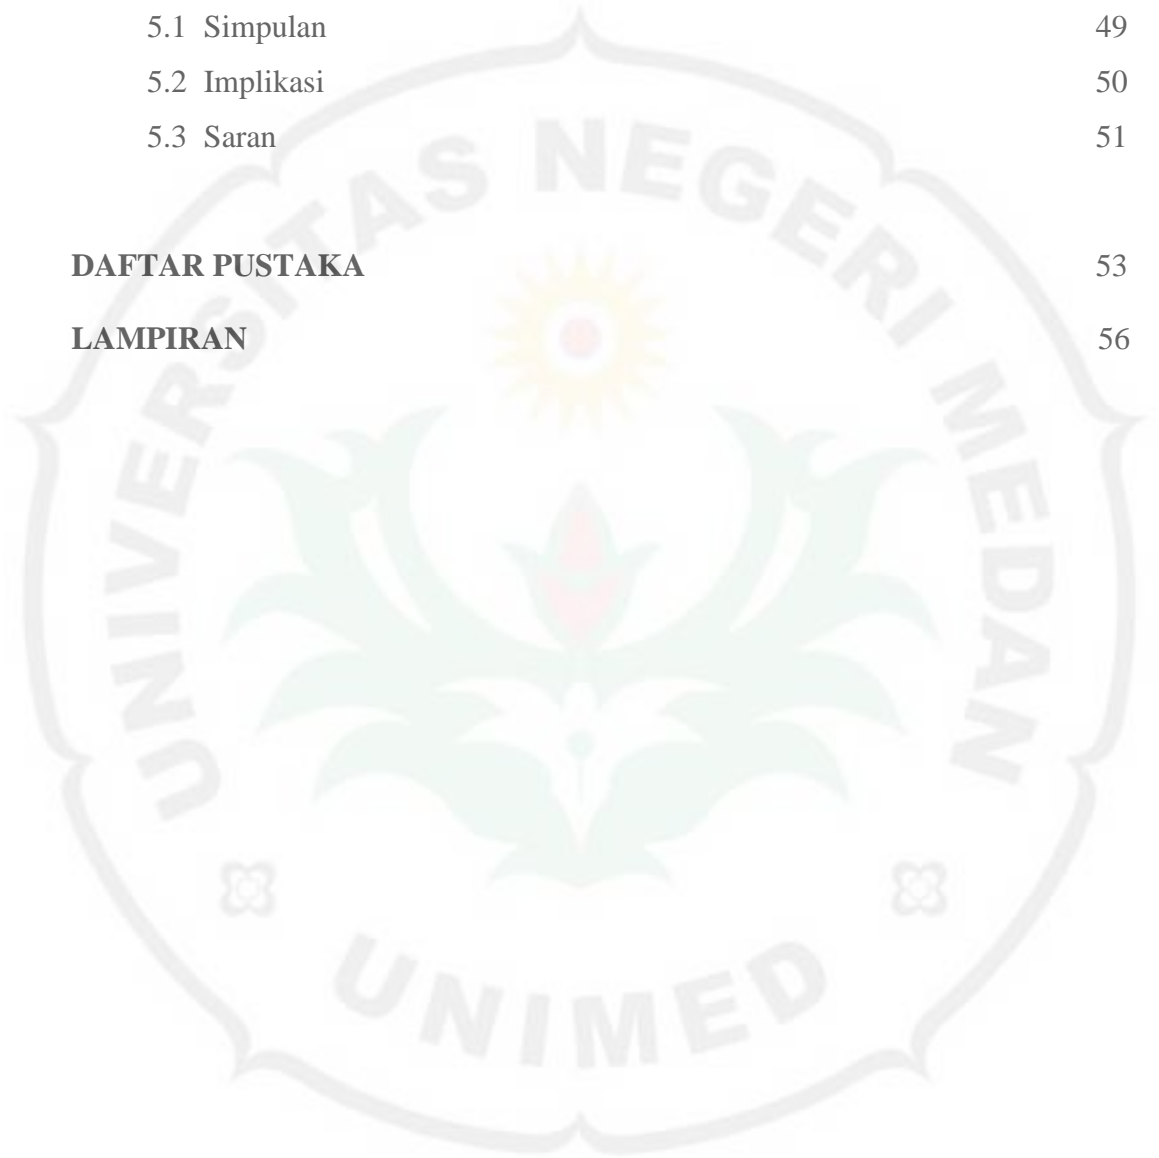 5.1 Simpulan 49
5.2 Implikasi 50
5.3 Saran 51
DAFTAR PUSTAKA 53
LAMPIRAN 56
UNIVERSITAS NEGERI MEDAN
UNIMED